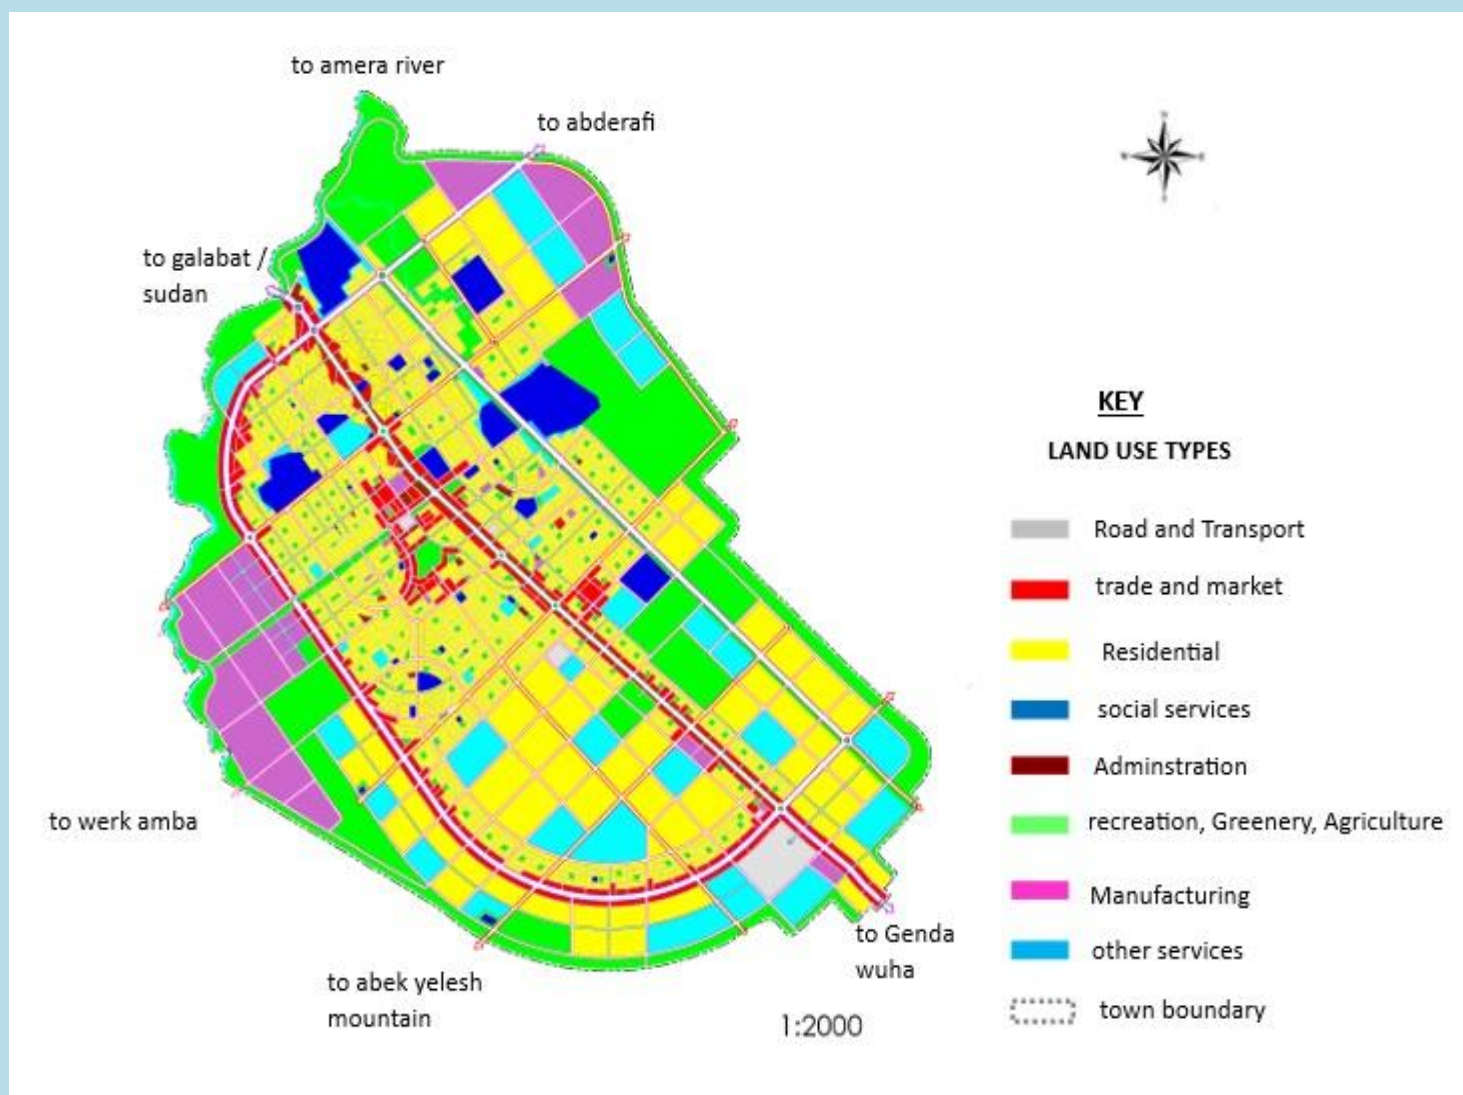 to amera river
to abderafi
to galabat /
sudan
KEY
LAND USE TYPES
Road and Transport
trade and market
Residential
social services
Adminstration
recreation, Greenery, Agriculture
Manufacturing
other services
town boundary
to werk amba
to Genda
wuha
to abek yelesh
mountain
1:2000